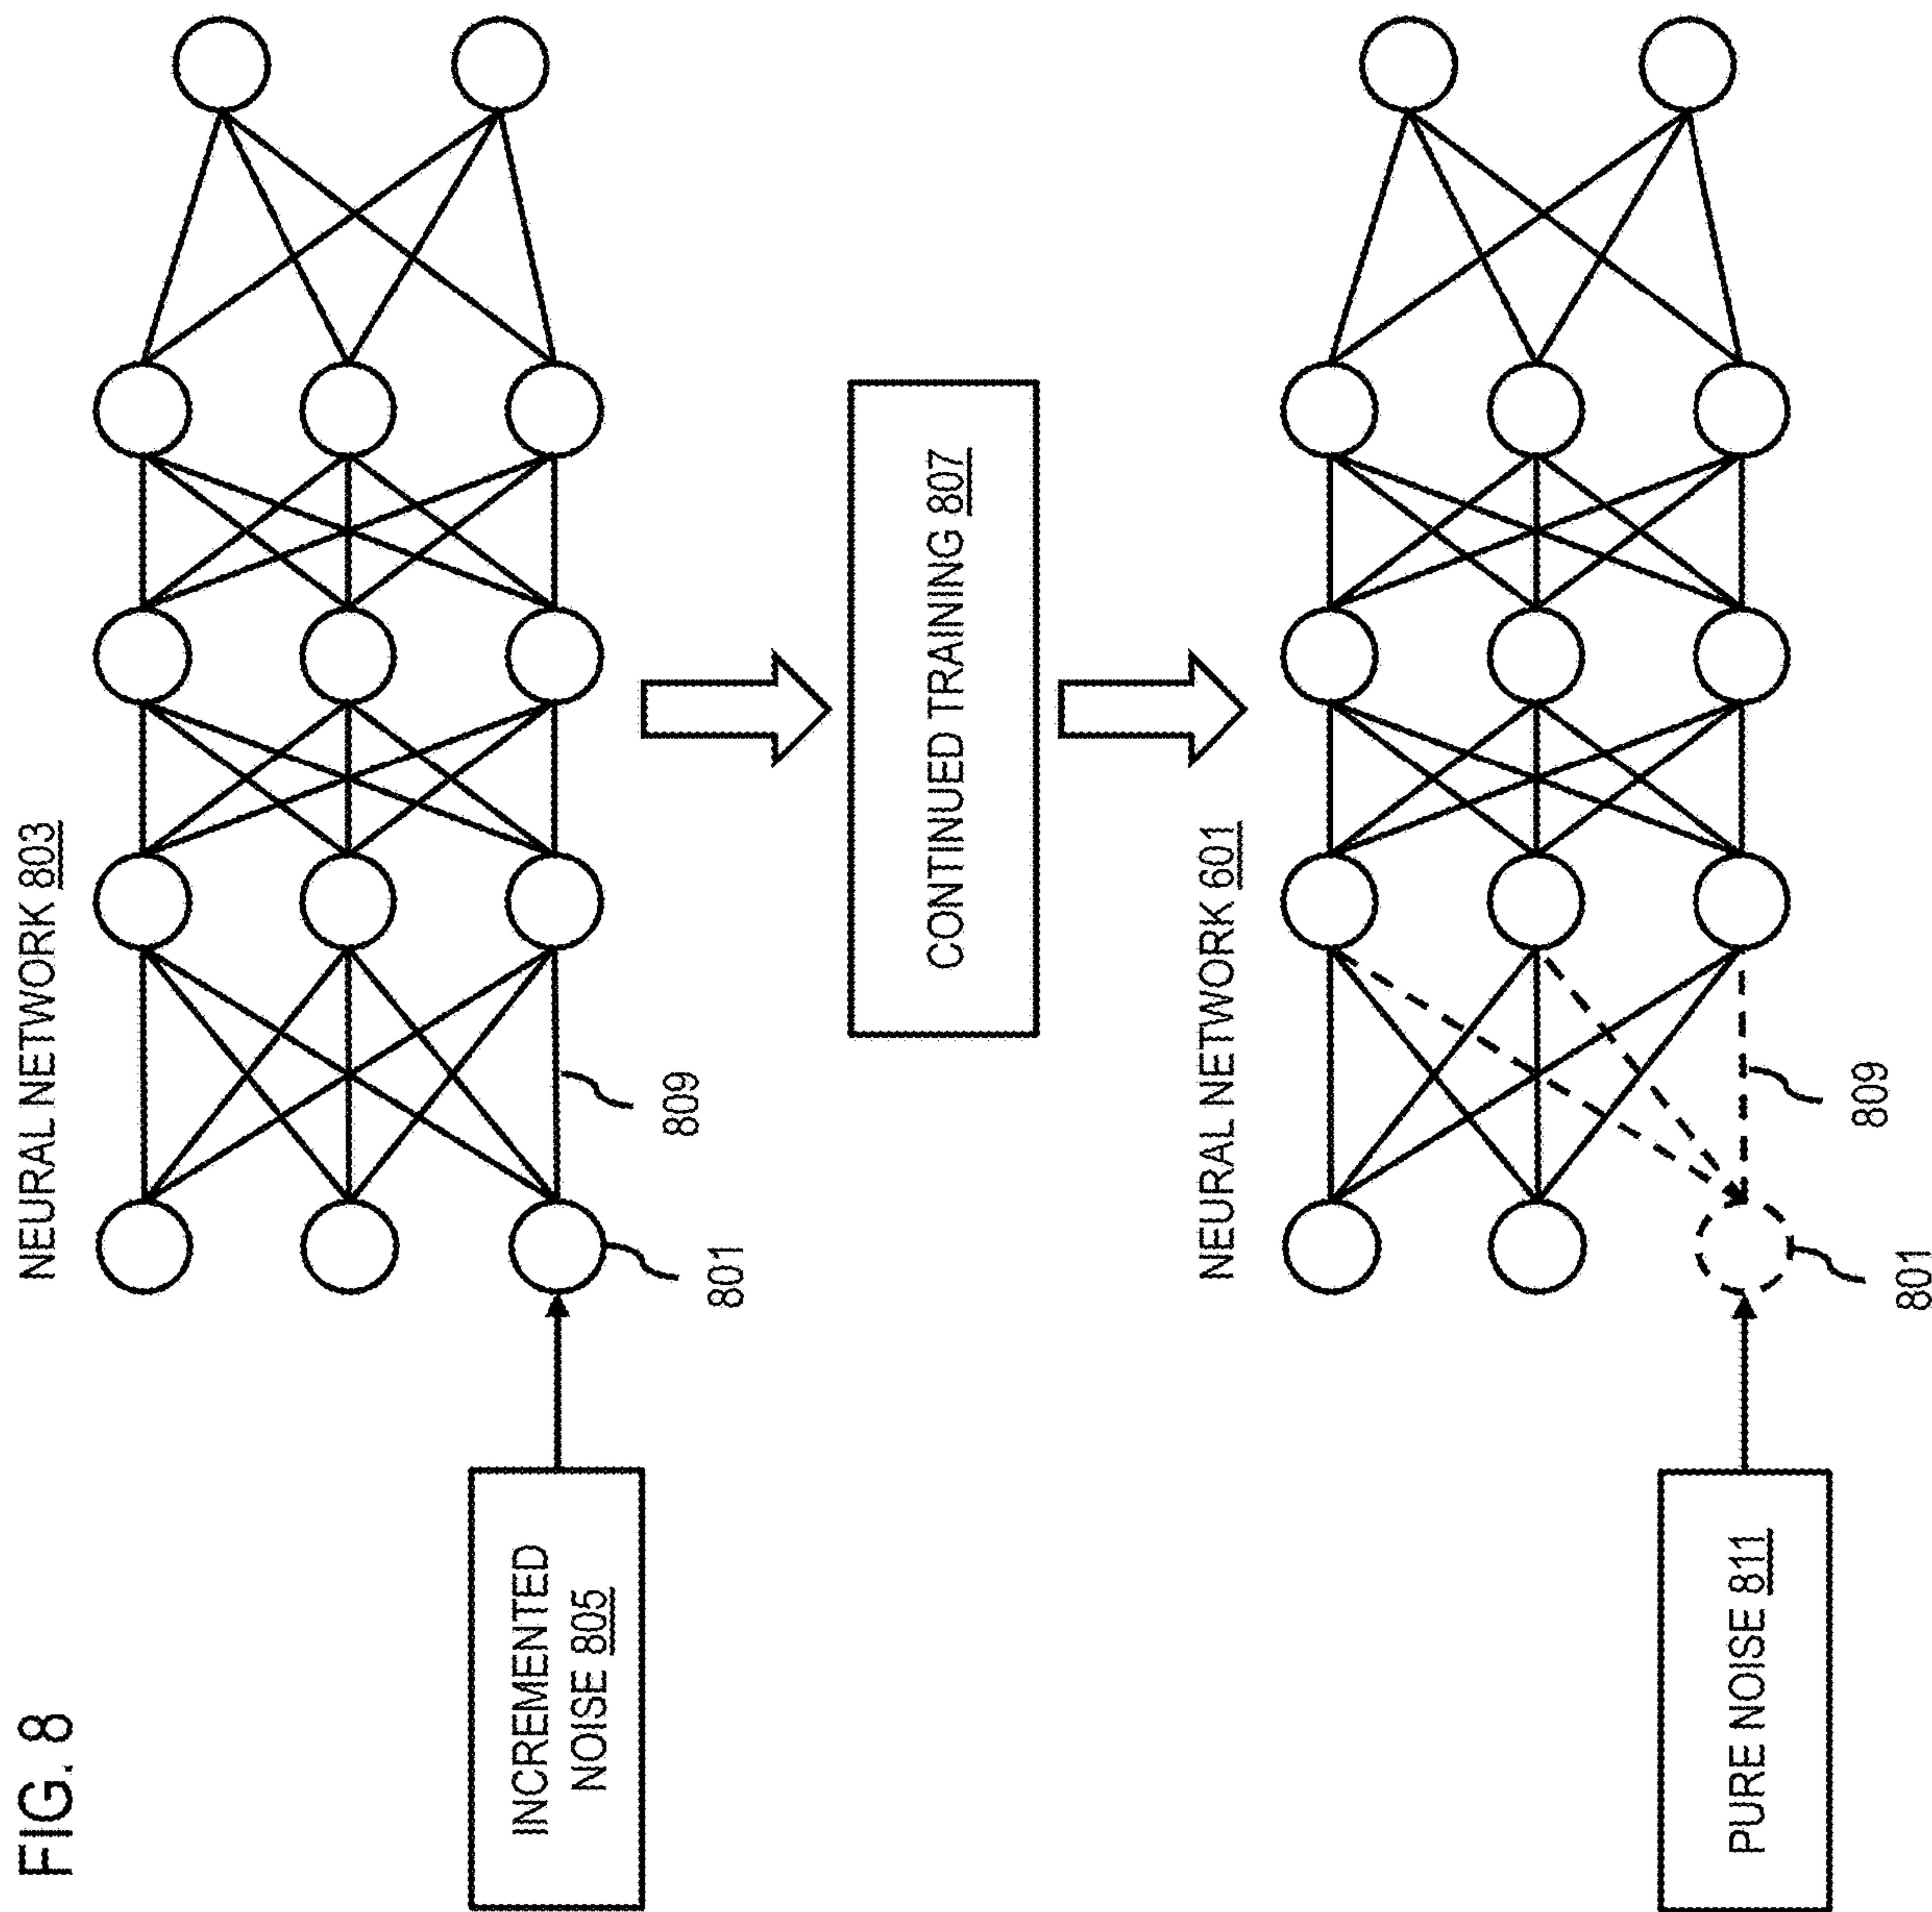 FIG. 8
NEURAL NETWORK 803
INCREMENTED
NOISE 805
801
809
CONTINUED TRAINING 807
NEURAL NETWORK 601
PURE NOISE 811
801
809